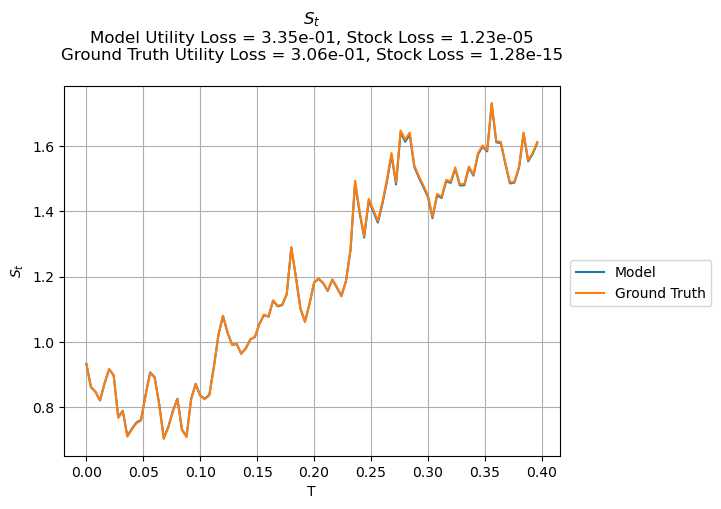 S_t
Model Utility Loss = 3.35e-01, Stock Loss = 1.23e-05
Ground Truth Utility Loss = 3.06e-01, Stock Loss = 1.28e-15
S_t
1.6
1.4
1.2
1.0
0.8
0.00 0.05 0.10 0.15 0.20 0.25 0.30 0.35 0.40
T
Model
Ground Truth